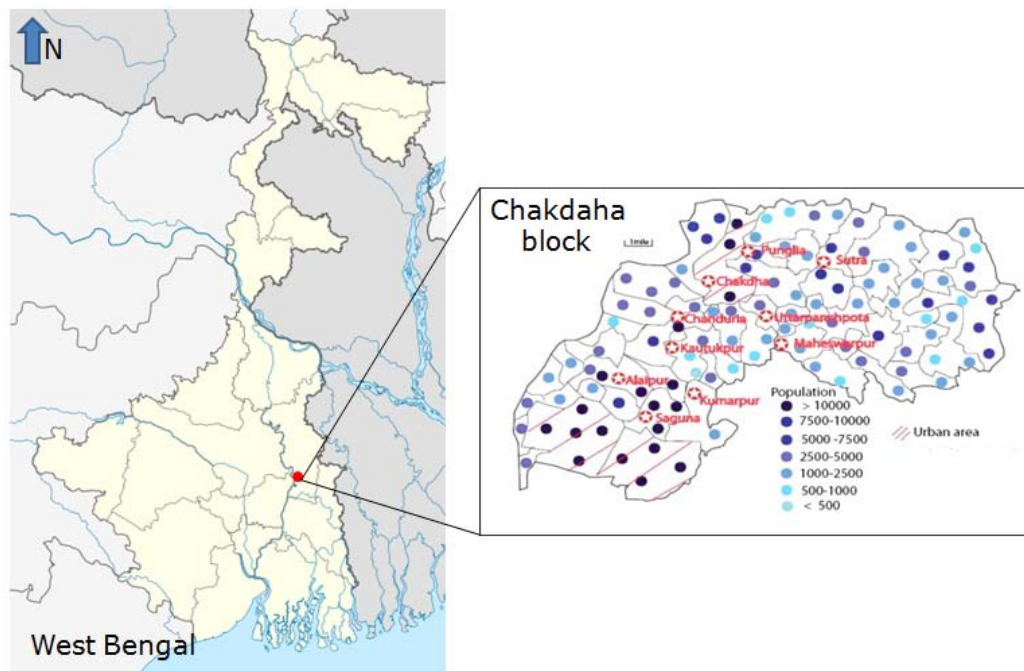 N
West Bengal
Chakdaha
block
1mile
Punglia
Sutra
Chakdha
Chanduria
Uttarpanshpota
Kautukpur
Maheswarpur
Alaipur
Kumarpur
Saguna
Population
> 10000
7500-10000
5000 -7500
2500-5000
1000-2500
500-1000
< 500
Urban area